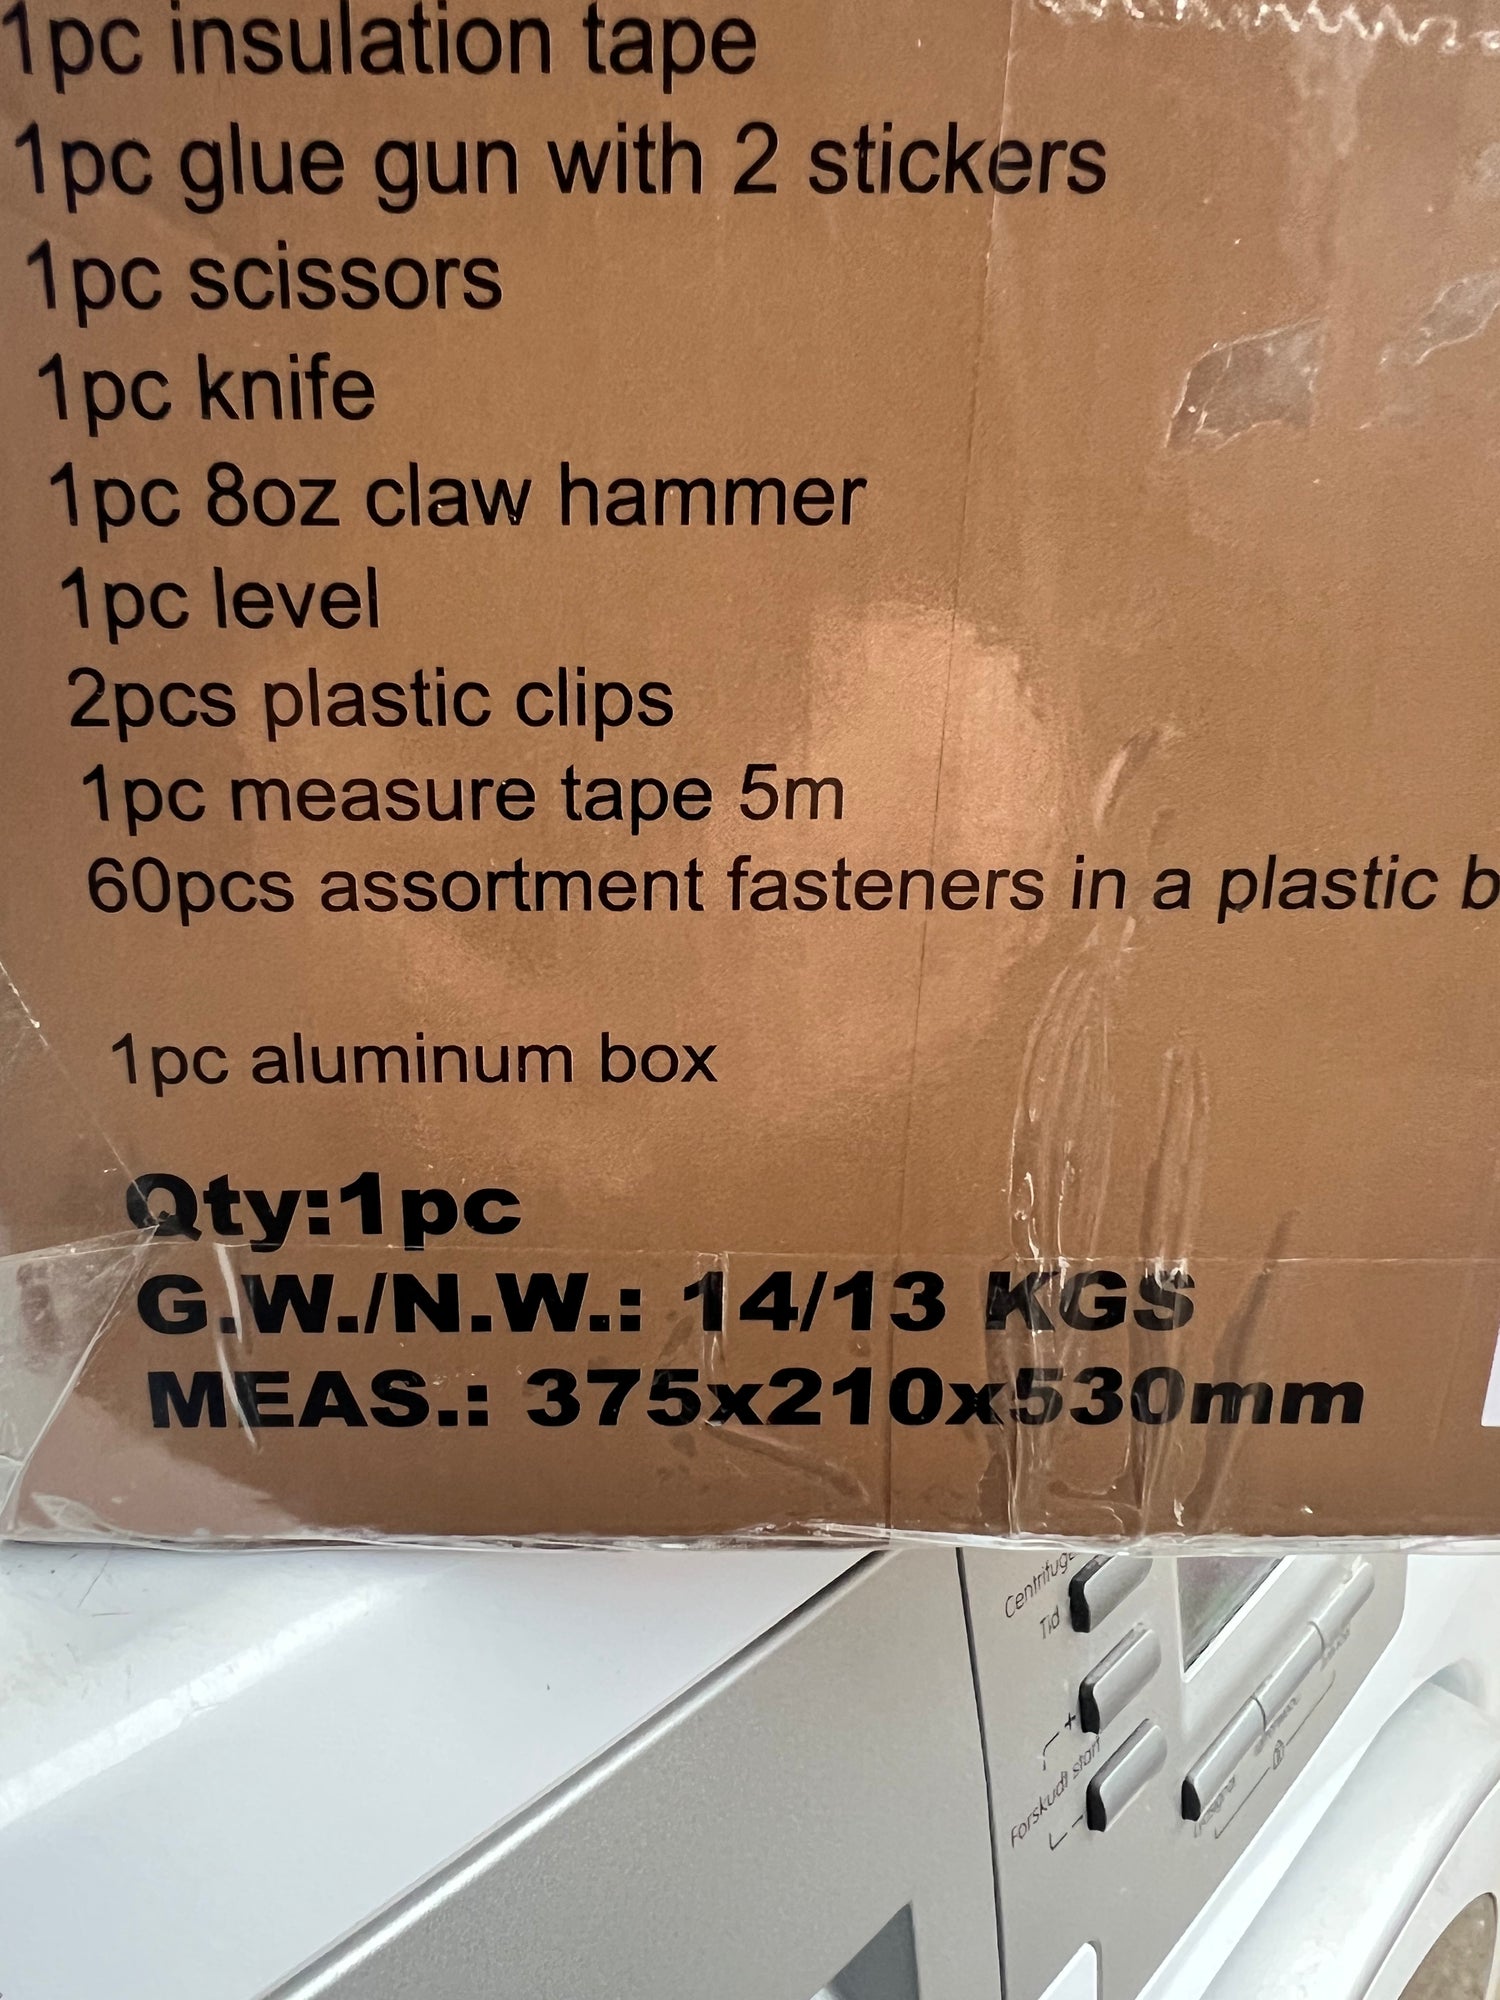 1pc insulation tape
1pc glue gun with 2 stickers
1pc scissors
1pc knife
1pc 8oz claw hammer
1pc level
2pcs plastic clips
1pc measure tape 5m
60pcs assortment fasteners in a plastic b
1pc aluminum box
Qty:1pc
G.W./N.W.: 14/13 KGS
MEAS.: 375x210x530mm
Centrifuge
Tid
+
Forskudt start
-